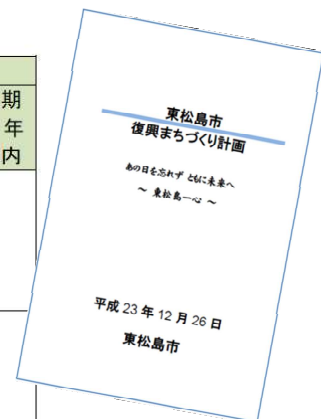 期
年
内
東松島市
復興まちづくり計画
あの日を忘れず ともに未来へ
~ 東松島一心 ~
平成 23 年 12 月 26 日
東松島市